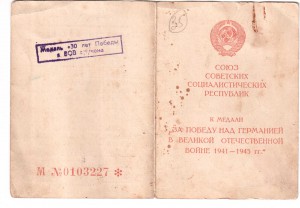 Медаль «30 лет Победы
в ВОВ
М №0103227 *
55
СОЮЗ
СОВЕТСКИХ
СОЦИАЛИСТИЧЕСКИХ
РЕСПУБЛИК
К МЕДАЛИ
„ЗА ПОБЕДУ НАД ГЕРМАНИЕЙ
В ВЕЛИКОЙ ОТЕЧЕСТВЕННОЙ
ВОЙНЕ 1941—1945 гг."